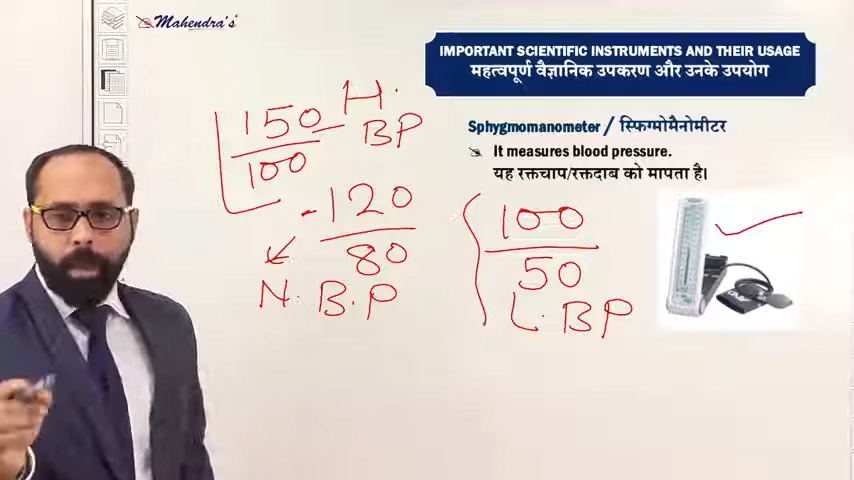 Mahendra's
IMPORTANT SCIENTIFIC INSTRUMENTS AND THEIR USAGE
महत्वपूर्ण वैज्ञानिक उपकरण और उनके उपयोग
Sphygmomanometer / स्फिग्मोमैनोमीटर
It measures blood pressure.
यह रक्तचाप/रक्तदाब को मापता है।
150
100
H.
BP
120
80
N. B.P
100
50
L. BP